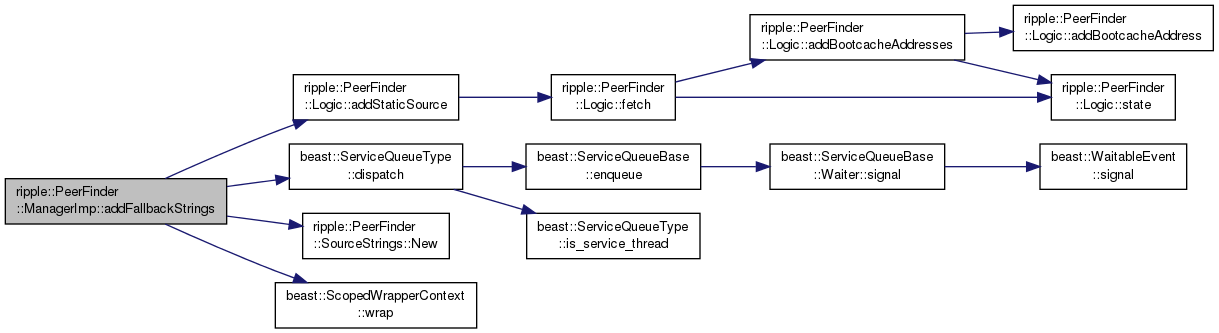 ripple::PeerFinder
::ManagerImp::addFallbackStrings
ripple::PeerFinder
::Logic::addStaticSource
ripple::PeerFinder
::Logic::fetch
ripple::PeerFinder
::Logic::addBootcacheAddresses
ripple::PeerFinder
::Logic::addBootcacheAddress
ripple::PeerFinder
::Logic::state
beast::ServiceQueueType
::dispatch
beast::ServiceQueueBase
::enqueue
beast::ServiceQueueBase
::Waiter::signal
beast::WaitableEvent
::signal
beast::ServiceQueueType
::is_service_thread
ripple::PeerFinder
::SourceStrings::New
beast::ScopedWrapperContext
::wrap